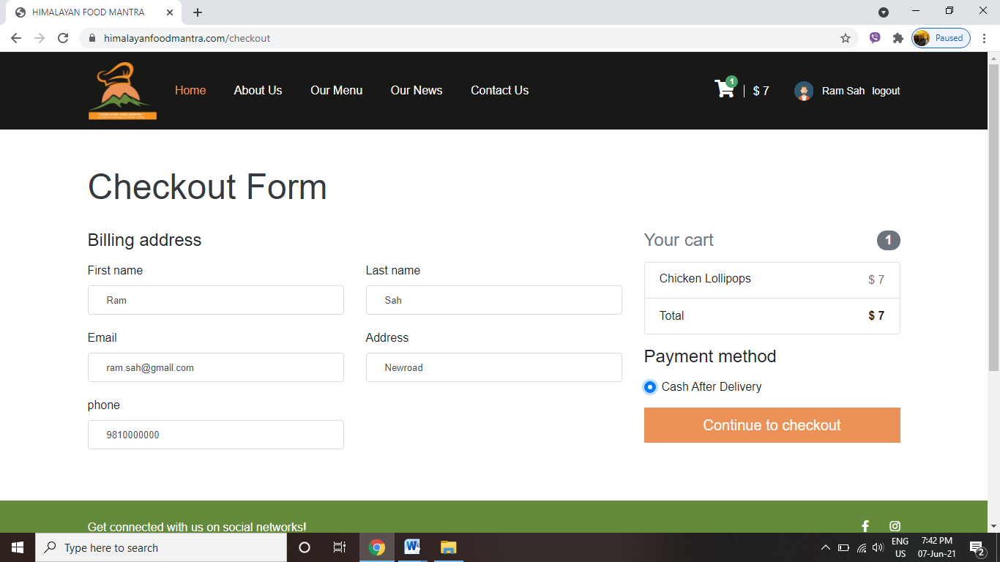 HIMALAYAN FOOD MANTRA
himalayanfoodmantra.com/checkout
Paused
Home About Us Our Menu Our News Contact Us 1 $ 7 Ram Sah logout
Checkout Form
Billing address
First name Last name
Ram Sah
Email Address
ram.sah@gmail.com Newroad
phone
9810000000
Your cart 1
Chicken Lollipops $ 7
Total $ 7
Payment method
Cash After Delivery
Continue to checkout
Get connected with us on social networks!
Type here to search
ENG 7:42 PM
US 07-Jun-21 2